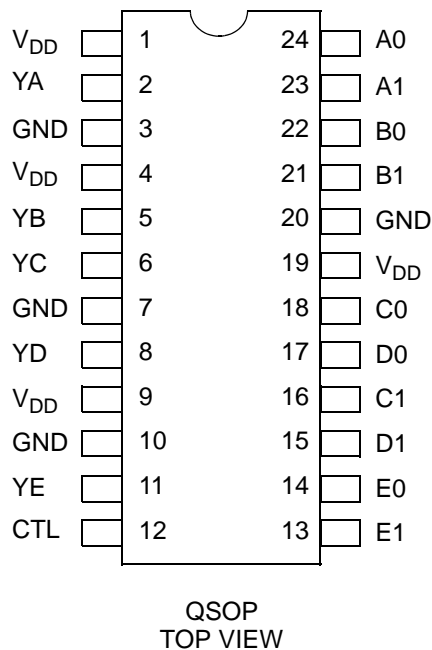 VDD 1 24 A0
YA 2 23 A1
GND 3 22 B0
VDD 4 21 B1
YB 5 20 GND
YC 6 19 VDD
GND 7 18 C0
YD 8 17 D0
VDD 9 16 C1
GND 10 15 D1
YE 11 14 E0
CTL 12 13 E1
QSOP
TOP VIEW